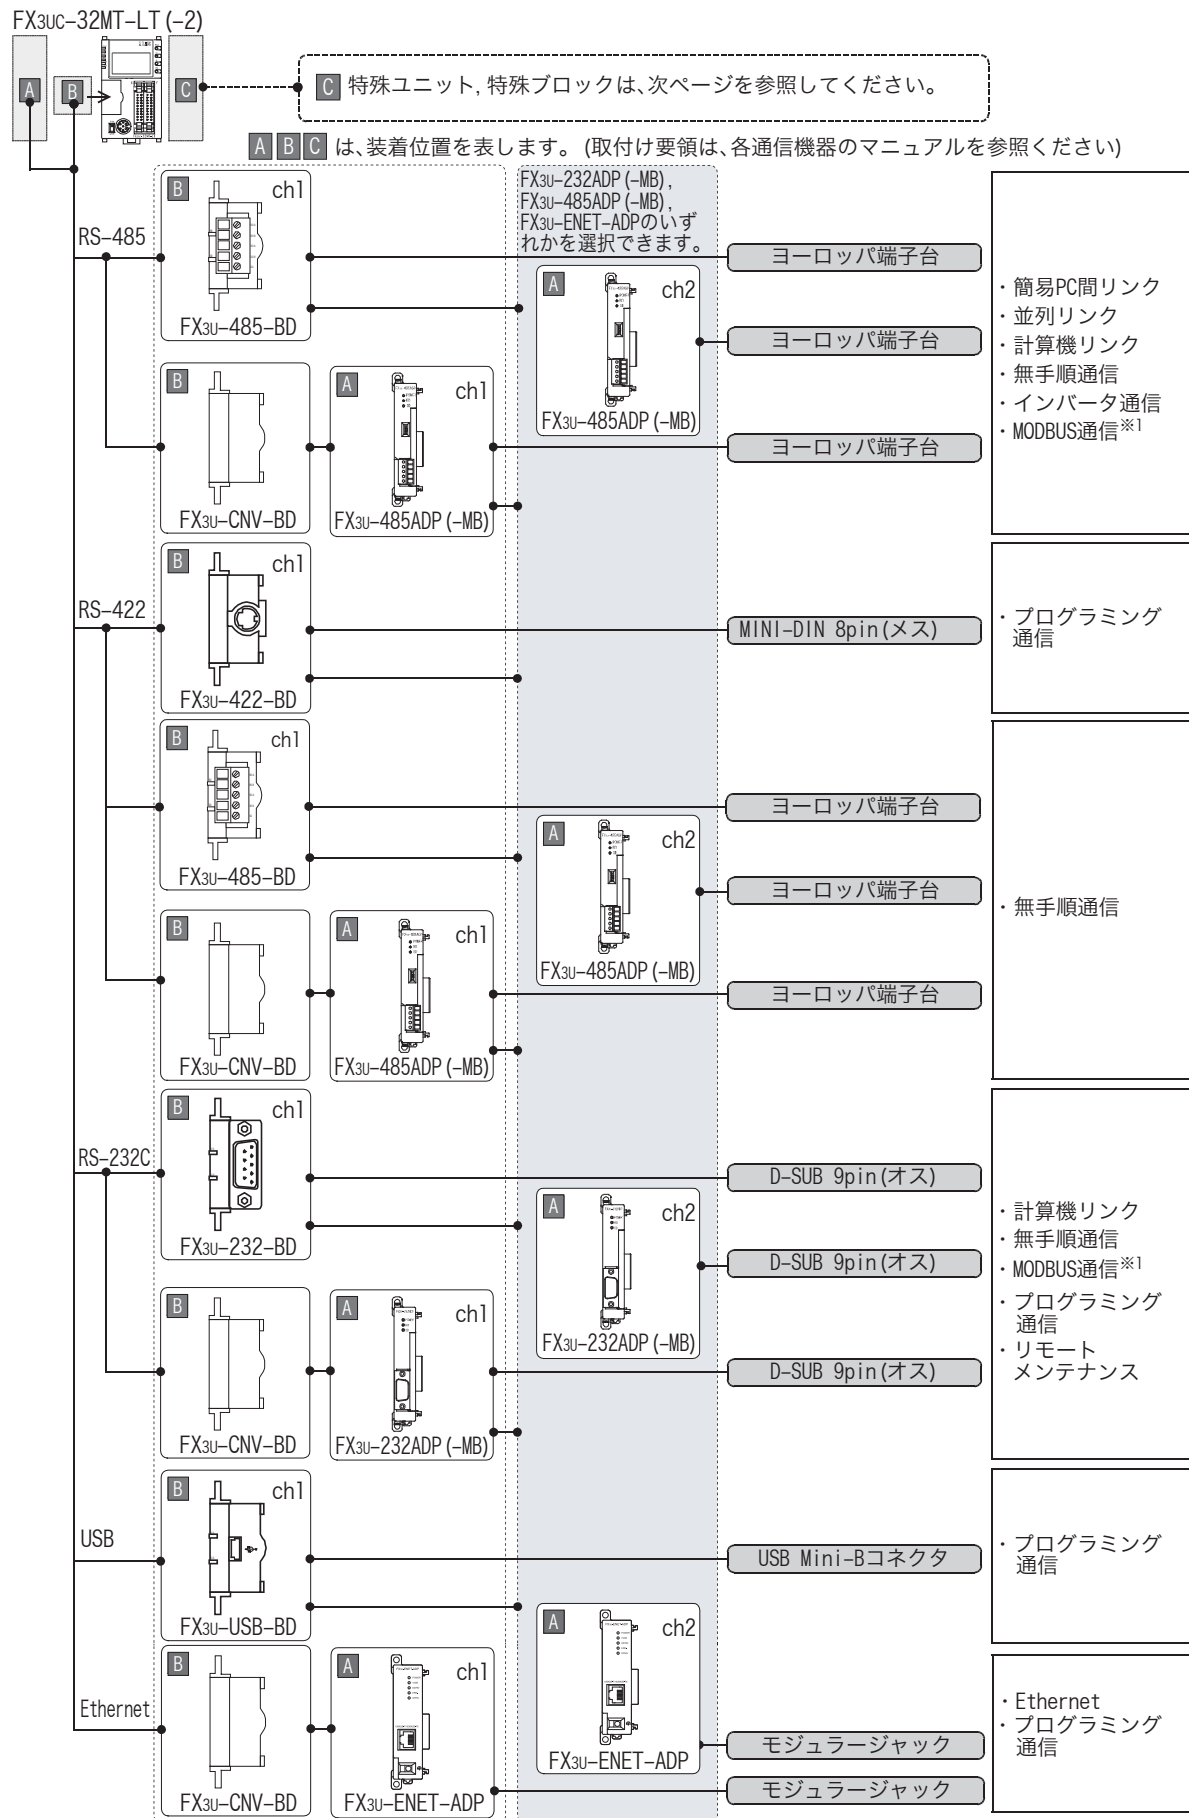 FX3UC-32MT-LT(-2)
A
B
C
C 特殊ユニット,特殊ブロックは、次ページを参照してください。
A B C は、装着位置を表します。(取付け要領は、各通信機器のマニュアルを参照ください)
FX3U-232ADP(-MB),
FX3U-485ADP(-MB),
FX3U-ENET-ADPのいず
れかを選択できます。
RS-485
B
ch1
FX3U-485-BD
ヨーロッパ端子台
A
ch2
FX3U-485ADP(-MB)
ヨーロッパ端子台
B
FX3U-CNV-BD
A
ch1
FX3U-485ADP(-MB)
ヨーロッパ端子台
・簡易PC間リンク
・並列リンク
・計算機リンク
・無手順通信
・インバータ通信
・MODBUS通信※1
RS-422
B
ch1
FX3U-422-BD
MINI-DIN 8pin(メス)
・プログラミング
通信
B
ch1
FX3U-485-BD
ヨーロッパ端子台
A
ch2
FX3U-485ADP(-MB)
ヨーロッパ端子台
B
FX3U-CNV-BD
A
ch1
FX3U-485ADP(-MB)
ヨーロッパ端子台
・無手順通信
RS-232C
B
ch1
FX3U-232-BD
D-SUB 9pin(オス)
A
ch2
FX3U-232ADP(-MB)
D-SUB 9pin(オス)
B
FX3U-CNV-BD
A
ch1
FX3U-232ADP(-MB)
D-SUB 9pin(オス)
・計算機リンク
・無手順通信
・MODBUS通信※1
・プログラミング
通信
・リモート
メンテナンス
USB
B
ch1
FX3U-USB-BD
USB Mini-Bコネクタ
・プログラミング
通信
A
ch2
FX3U-ENET-ADP
モジュラージャック
Ethernet
B
FX3U-CNV-BD
A
ch1
FX3U-ENET-ADP
モジュラージャック
・Ethernet
・プログラミング
通信